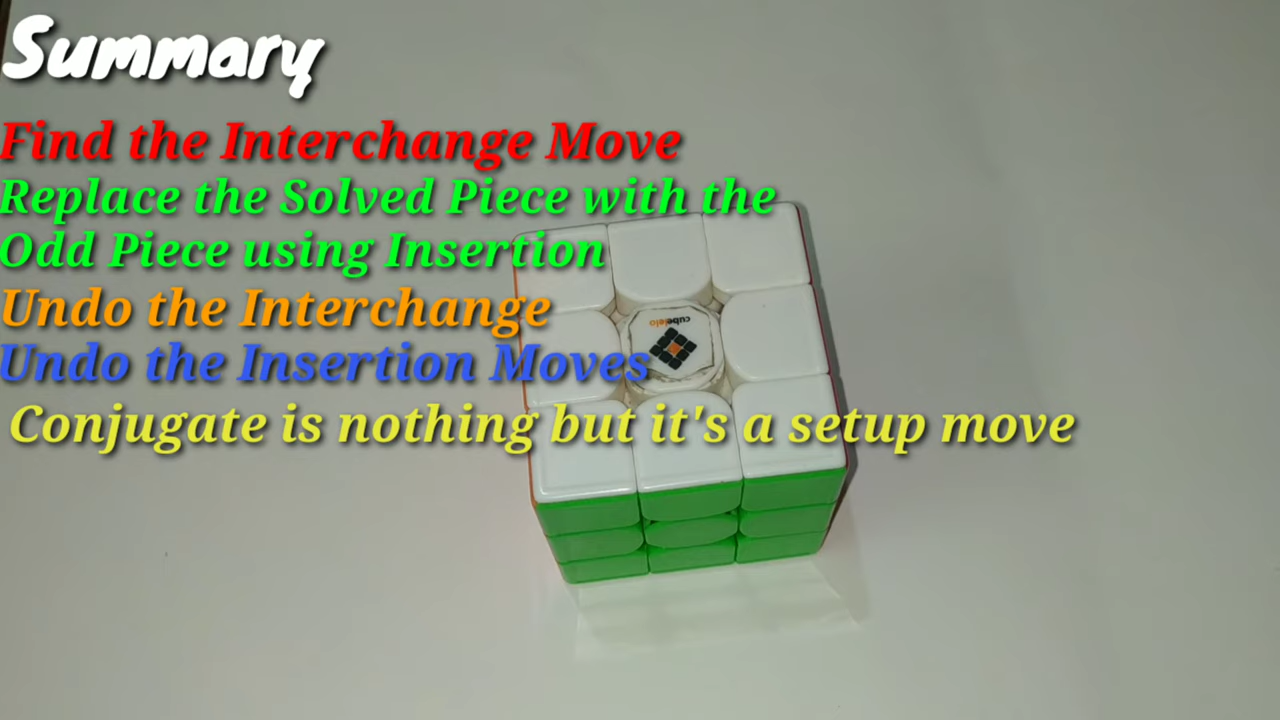 Summary
Find the Interchange Move
Replace the Solved Piece with the
Odd Piece using Insertion
Undo the Interchange
cubelelo
Undo the Insertion Moves
Conjugate is nothing but it's a setup move